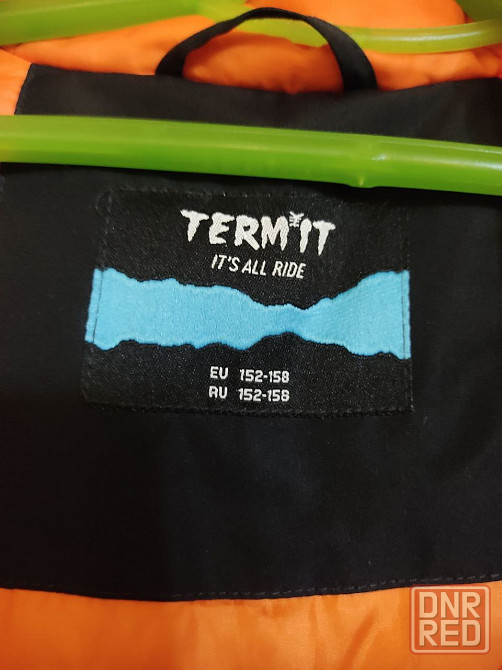 TERMIT
IT'S ALL RIDE
EU 152-158
RU 152-158
DNR
RED